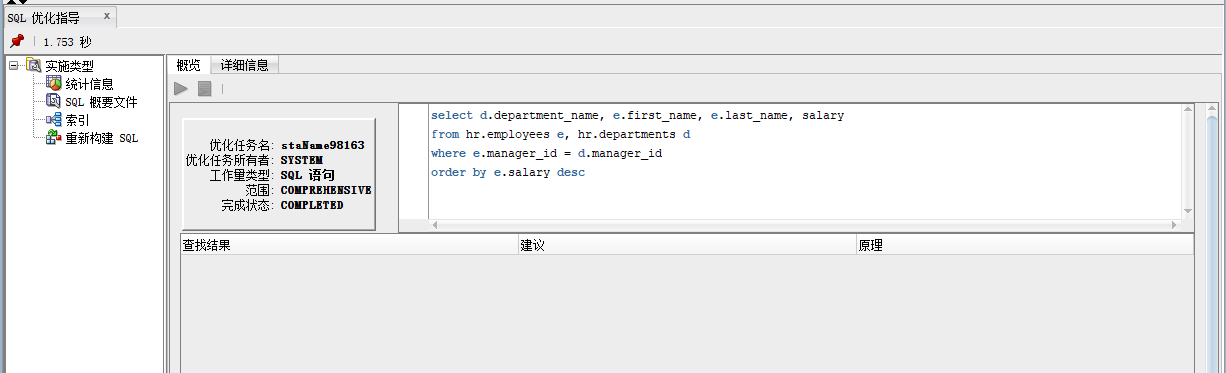 SQL 优化指导 x
1.753 秒
实施类型
统计信息
SQL 概要文件
索引
重新构建 SQL
概览 详细信息
优化任务名: staName98163
优化任务所有者: SYSTEM
工作量类型: SQL 语句
范围: COMPREHENSIVE
完成状态: COMPLETED
select d.department_name, e.first_name, e.last_name, salary
from hr.employees e, hr.departments d
where e.manager_id = d.manager_id
order by e.salary desc
查找结果 建议 原理